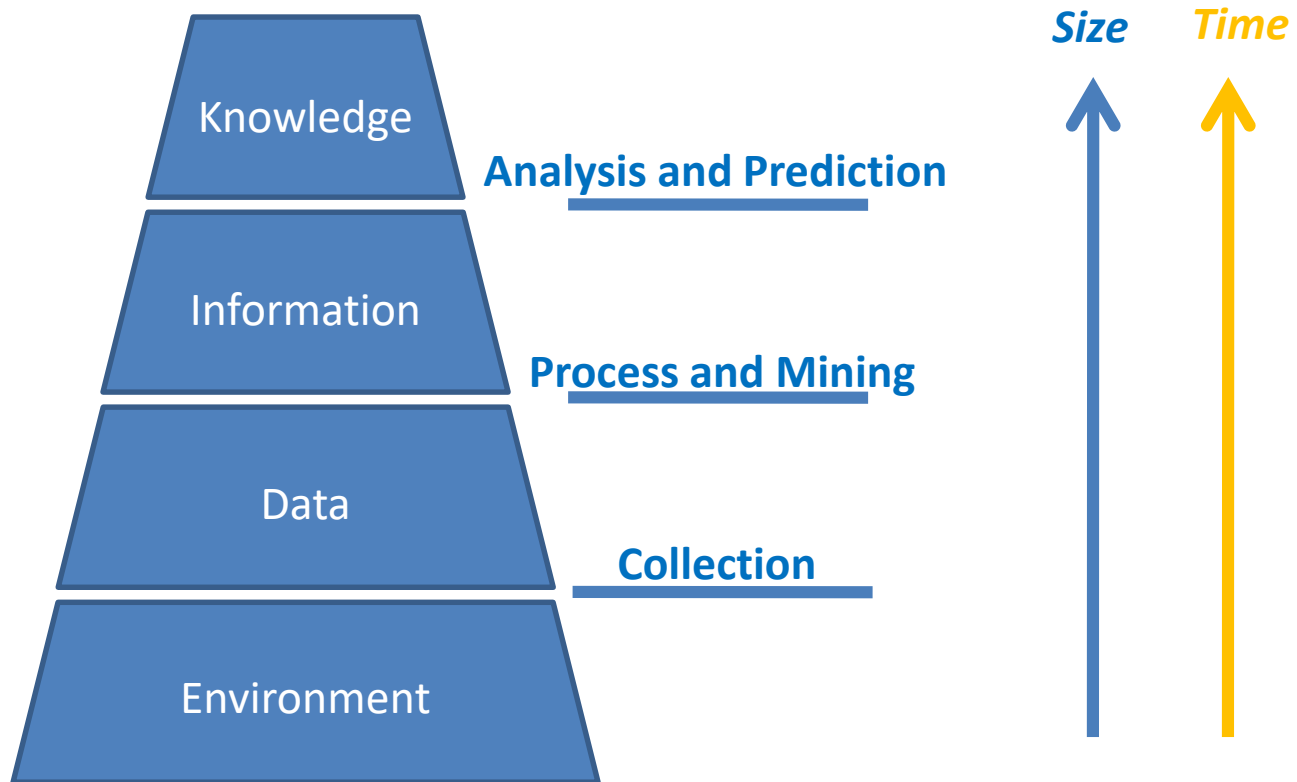 Size
Time
Knowledge
Analysis and Prediction
Information
Process and Mining
Data
Collection
Environment